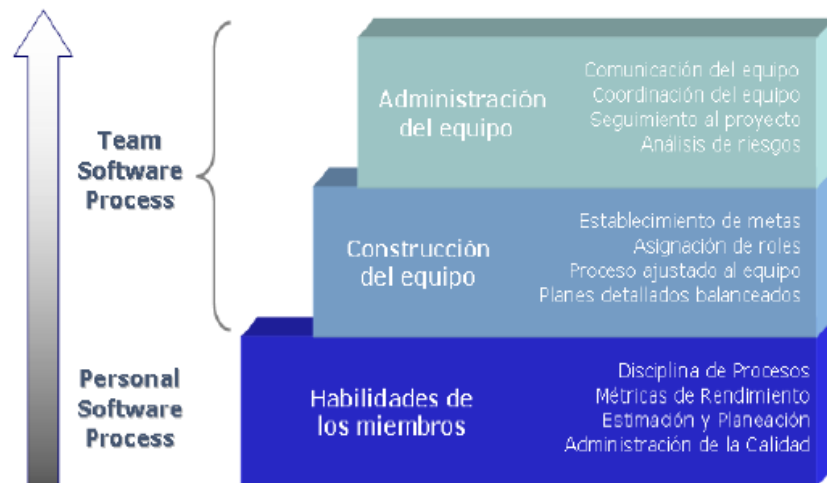 Team
Software
Process
Administración
del equipo
Comunicación del equipo
Coordinación del equipo
Seguimiento al proyecto
Análisis de riesgos
Construcción
del equipo
Establecimiento de metas
Asignación de roles
Proceso ajustado al equipo
Planes detallados balanceados
Personal
Software
Process
Habilidades de
los miembros
Disciplina de Procesos
Métricas de Rendimiento
Estimación y Planeación
Administración de la Calidad